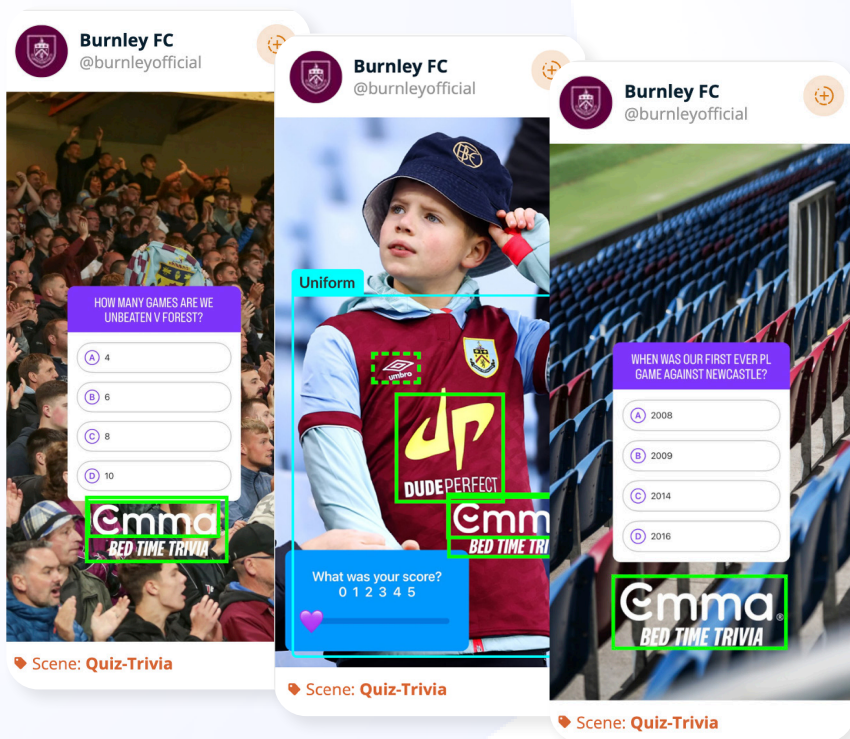 Burnley FC
@burnleyofficial
HOW MANY GAMES ARE WE
UNBEATEN V FOREST?
A 4
B 6
C 8
D 10
Emma
BED TIME TRIVIA
Scene: Quiz-Trivia
Burnley FC
@burnleyofficial
Uniform
umbro
DUDE PERFECT
Emm
BED TIME TRI
What was your score?
0 1 2 3 4 5
Scene: Quiz-Trivia
Burnley FC
@burnleyofficial
WHEN WAS OUR FIRST EVER PL
GAME AGAINST NEWCASTLE?
A 2008
B 2009
C 2014
D 2016
Emma®
BED TIME TRIVIA
Scene: Quiz-Trivia